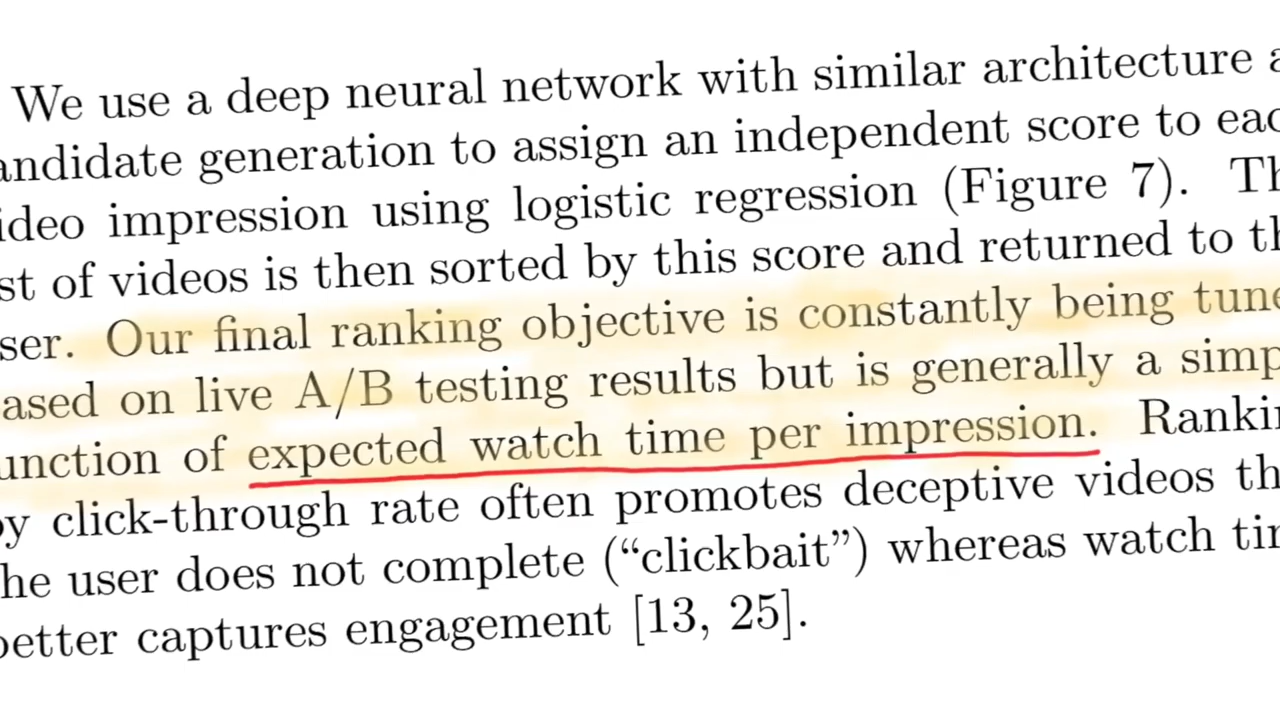 We use a deep neural network with similar architecture a
andidate generation to assign an independent score to eac
ideo impression using logistic regression (Figure 7). Th
st of videos is then sorted by this score and returned to th
ser. Our final ranking objective is constantly being tune
ased on live A/B testing results but is generally a simp
unction of expected watch time per impression. Rankin
by click-through rate often promotes deceptive videos th
he user does not complete (“clickbait”) whereas watch tim
better captures engagement [13, 25].